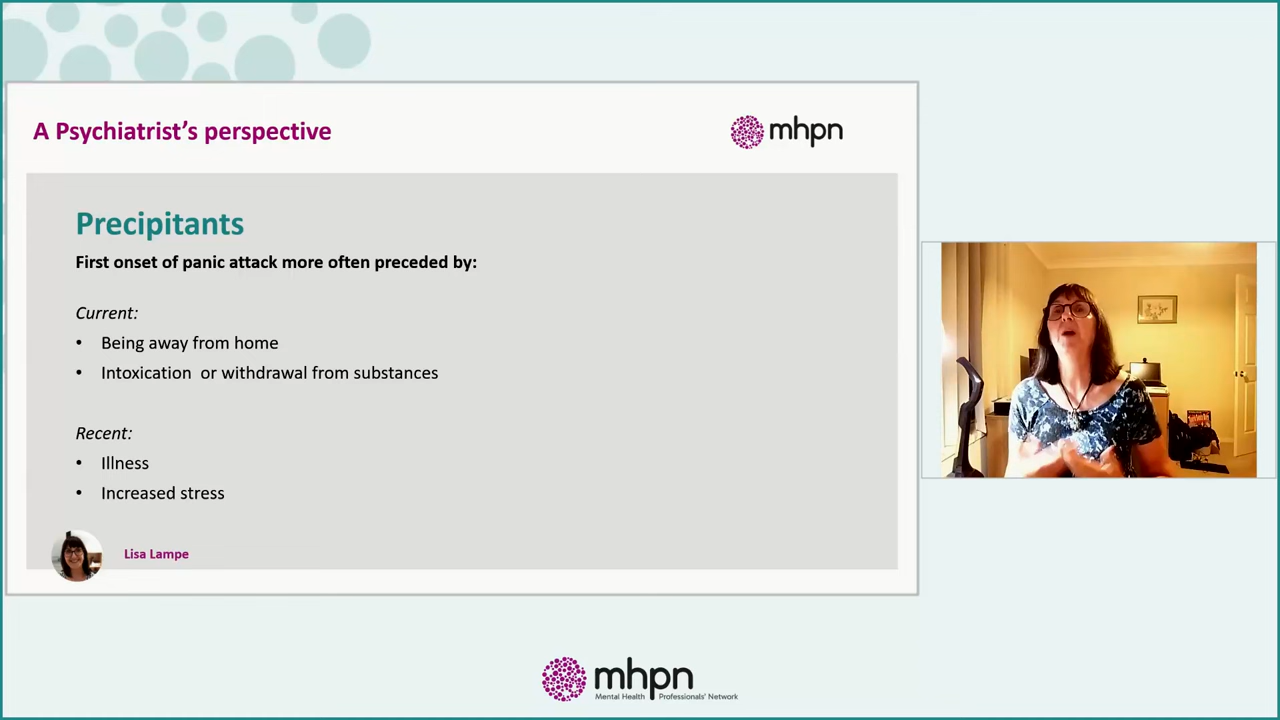 A Psychiatrist's perspective
mhpn
Precipitants
First onset of panic attack more often preceded by:
Current:
• Being away from home
• Intoxication or withdrawal from substances
Recent:
• Illness
• Increased stress
Lisa Lampe
mhpn
Mental Health Professionals' Network